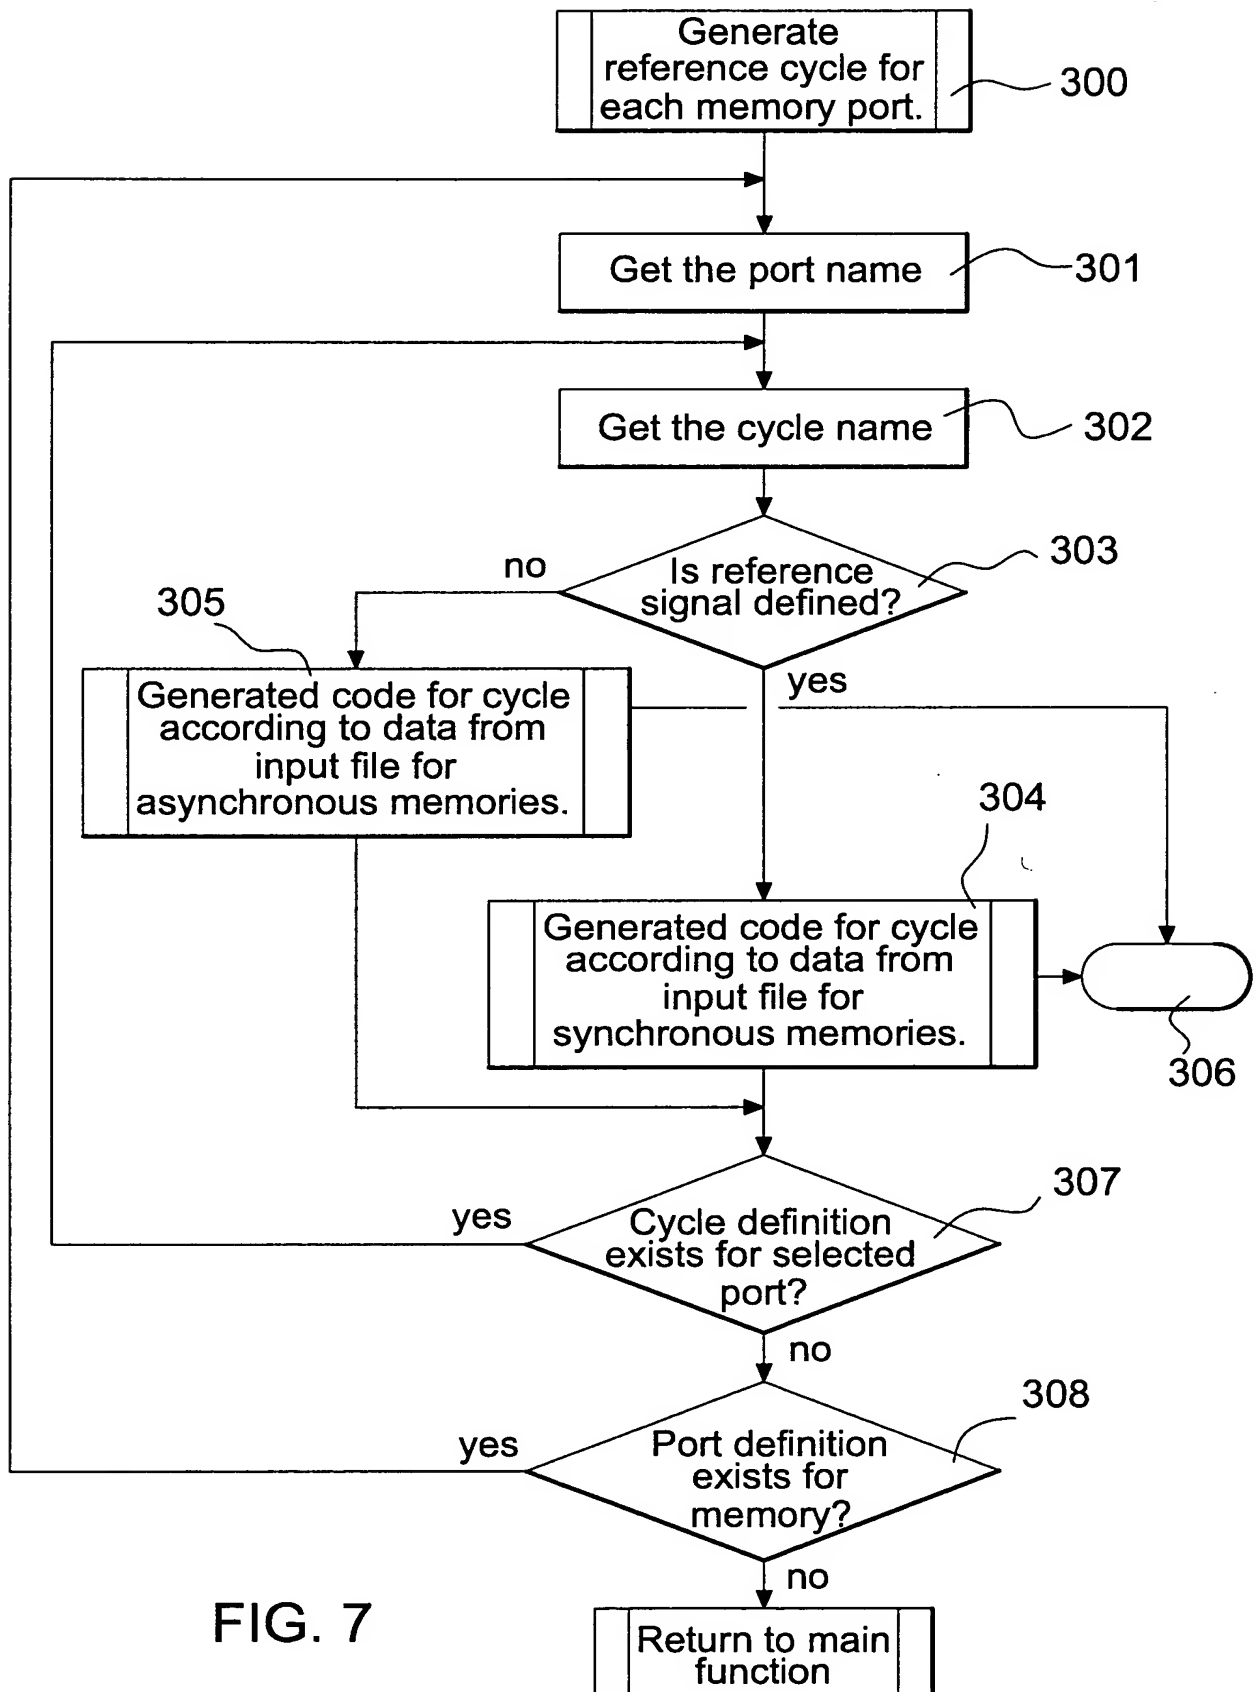 Generate
reference cycle for
each memory port.
300
Get the port name
301
Get the cycle name
302
Is reference
signal defined?
303
no
yes
305
Generated code for cycle
according to data from
input file for
asynchronous memories.
304
Generated code for cycle
according to data from
input file for
synchronous memories.
306
307
yes
Cycle definition
exists for selected
port?
no
308
yes
Port definition
exists for
memory?
no
FIG. 7
Return to main
function